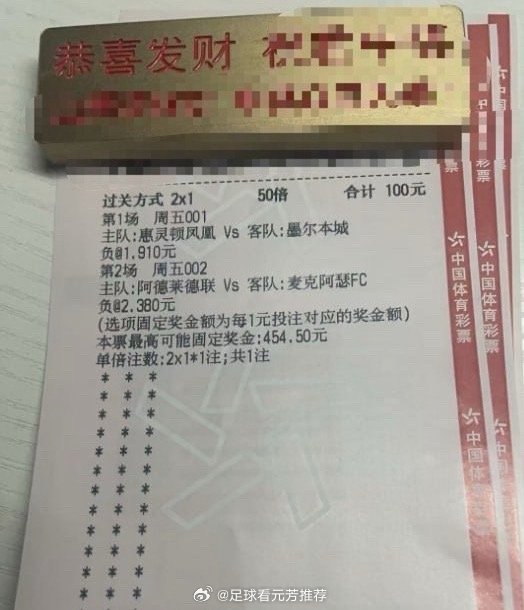 恭喜发财
过关方式 2x1 50倍 合计 100元
第1场 周五001
主队:惠灵顿凤凰 Vs 客队:墨尔本城
负@1.910元
第2场 周五002
主队:阿德莱德联 Vs 客队:麦克阿瑟FC
负@2.380元
(选项固定奖金额为每1元投注对应的奖金额)
本票最高可能固定奖金:454.50元
单倍注数:2x1*1注;共1注
* * *
* * *
* * *
* * *
* * *
* * *
* * *
* * *
* * *
* * *
* * *
* * *
* * *
中国体育彩票
中国体育彩票
中国体育彩票
@足球看元芳推荐